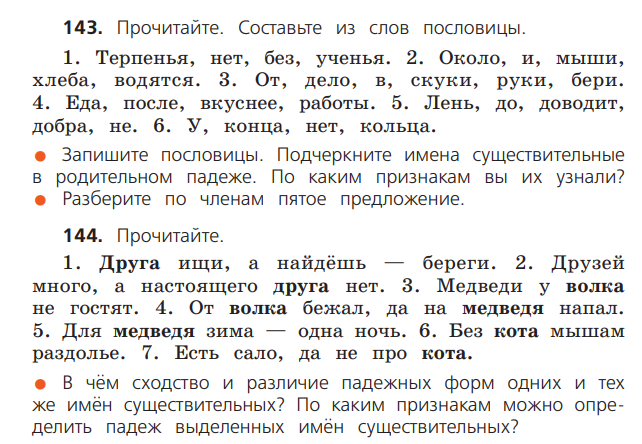 143. Прочитайте. Составьте из слов пословицы.
1. Терпенья, нет, без, ученья. 2. Около, и, мыши,
хлеба, водятся. 3. От, дело, в, скуки, руки, бери.
4. Еда, после, вкуснее, работы. 5. Лень, до, доводит,
добра, не. 6. У, конца, нет, кольца.
● Запишите пословицы. Подчеркните имена существительные
в родительном падеже. По каким признакам вы их узнали?
● Разберите по членам пятое предложение.
144. Прочитайте.
1. Друга ищи, а найдёшь — береги. 2. Друзей
много, а настоящего друга нет. 3. Медведи у волка
не гостят. 4. От волка бежал, да на медведя напал.
5. Для медведя зима — одна ночь. 6. Без кота мышам
раздолье. 7. Есть сало, да не про кота.
● В чём сходство и различие падежных форм одних и тех
же имён существительных? По каким признакам можно опре-
делить падеж выделенных имён существительных?